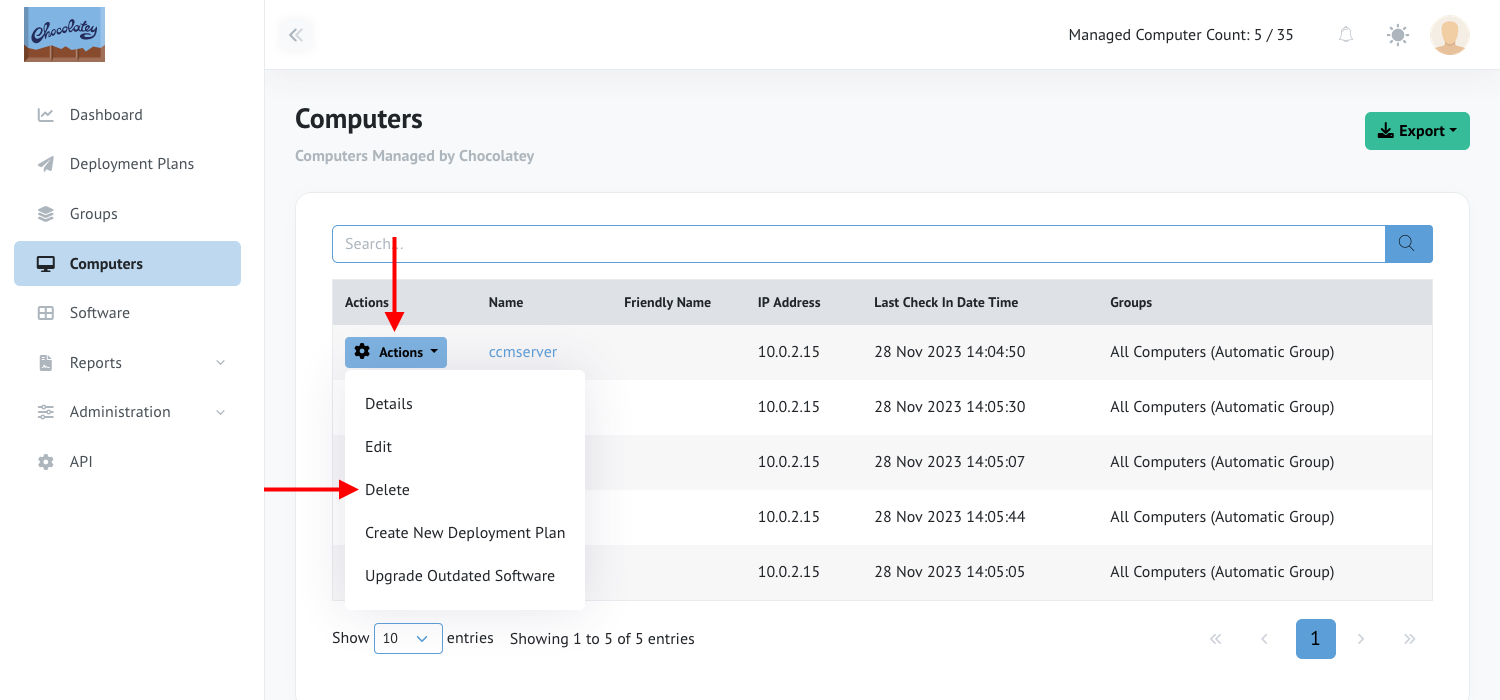 Chocolatey
Managed Computer Count: 5 / 35
Dashboard
Deployment Plans
Groups
Computers
Software
Reports
Administration
API
Computers
Computers Managed by Chocolatey
Export
Search...
Actions Name Friendly Name IP Address Last Check In Date Time Groups
Actions ccmserver 10.0.2.15 28 Nov 2023 14:04:50 All Computers (Automatic Group)
10.0.2.15 28 Nov 2023 14:05:30 All Computers (Automatic Group)
10.0.2.15 28 Nov 2023 14:05:07 All Computers (Automatic Group)
10.0.2.15 28 Nov 2023 14:05:44 All Computers (Automatic Group)
10.0.2.15 28 Nov 2023 14:05:05 All Computers (Automatic Group)
Details
Edit
Delete
Create New Deployment Plan
Upgrade Outdated Software
Show 10 entries Showing 1 to 5 of 5 entries
1